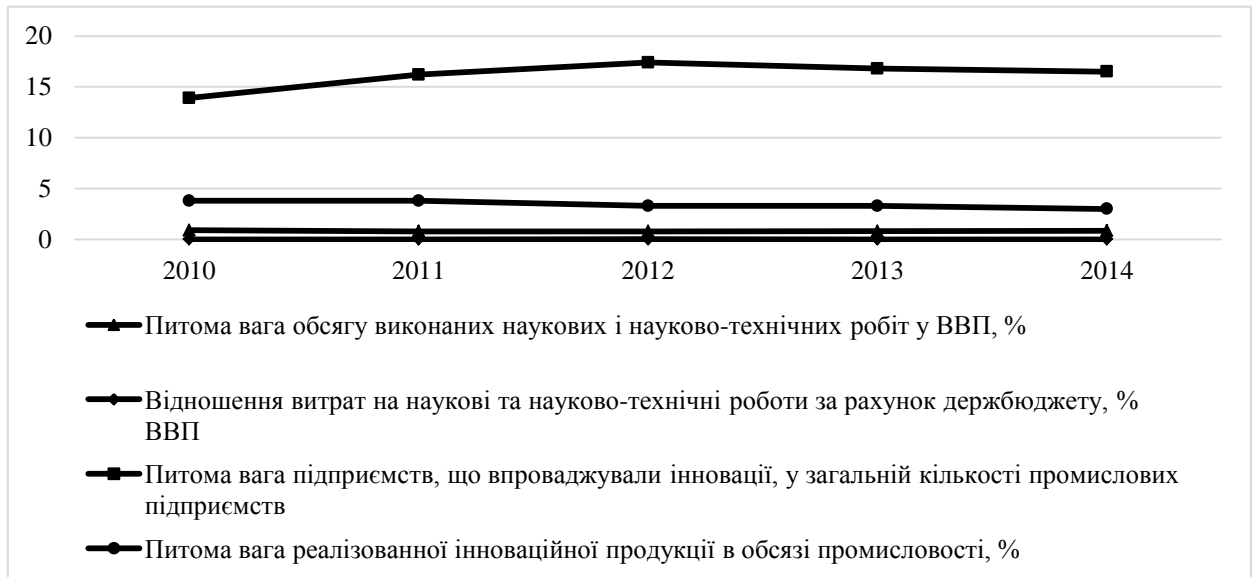 20
15
10
5
0
2010 2011 2012 2013 2014
Питома вага обсягу виконаних наукових і науково-технічних робіт у ВВП, %
Відношення витрат на наукові та науково-технічні роботи за рахунок держбюджету, %
ВВП
Питома вага підприємств, що впроваджували інновації, у загальній кількості промислових
підприємств
Питома вага реалізованної інноваційної продукції в обсязі промисловості, %